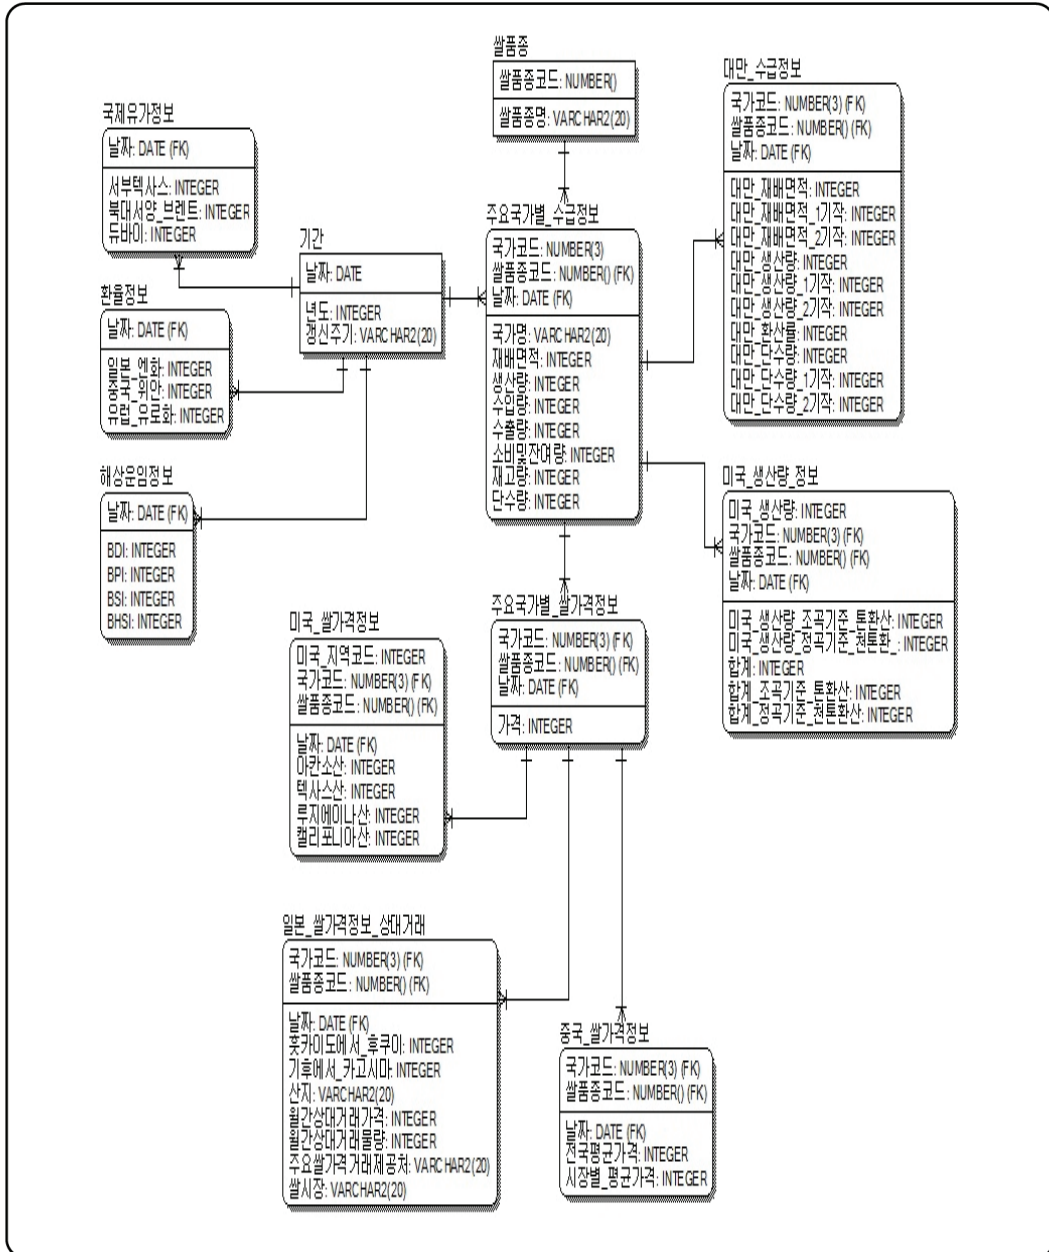 쌀품종
쌀품종코드: NUMBER()
쌀품종명: VARCHAR2(20)
대만_수급정보
국가코드: NUMBER(3) (FK)
쌀품종코드: NUMBER() (FK)
날짜: DATE (FK)
대만_재배면적: INTEGER
대만_재배면적_1기작: INTEGER
대만_재배면적_2기작: INTEGER
대만_생산량: INTEGER
대만_생산량_1기작: INTEGER
대만_생산량_2기작: INTEGER
대만_환산률: INTEGER
대만_단수량: INTEGER
대만_단수량_1기작: INTEGER
대만_단수량_2기작: INTEGER
국제유가정보
날짜: DATE (FK)
서부텍사스: INTEGER
북대서양_브렌트: INTEGER
듀바이: INTEGER
기간
날짜: DATE
년도: INTEGER
갱신주기: VARCHAR2(20)
주요국가별_수급정보
국가코드: NUMBER(3)
쌀품종코드: NUMBER() (FK)
날짜: DATE (FK)
국가명: VARCHAR2(20)
재배면적: INTEGER
생산량: INTEGER
수입량: INTEGER
수출량: INTEGER
소비및잔여량: INTEGER
재고량: INTEGER
단수량: INTEGER
환율정보
날짜: DATE (FK)
일본_엔화: INTEGER
중국_위안: INTEGER
유럽_유로화: INTEGER
해상운임정보
날짜: DATE (FK)
BDI: INTEGER
BPI: INTEGER
BSI: INTEGER
BHSI: INTEGER
미국_생산량_정보
미국_생산량: INTEGER
국가코드: NUMBER(3) (FK)
쌀품종코드: NUMBER() (FK)
날짜: DATE (FK)
미국_생산량_조곡기준_톤환산: INTEGER
미국_생산량_정곡기준_천톤환_: INTEGER
합계: INTEGER
합계_조곡기준_톤환산: INTEGER
합계_정곡기준_천톤환산: INTEGER
주요국가별_쌀가격정보
국가코드: NUMBER(3) (FK)
쌀품종코드: NUMBER() (FK)
날짜: DATE (FK)
가격: INTEGER
미국_쌀가격정보
미국_지역코드: INTEGER
국가코드: NUMBER(3) (FK)
쌀품종코드: NUMBER() (FK)
날짜: DATE (FK)
아칸소산: INTEGER
텍사스산: INTEGER
루지에이나산: INTEGER
캘리포니아산: INTEGER
일본_쌀가격정보_상대거래
국가코드: NUMBER(3) (FK)
쌀품종코드: NUMBER() (FK)
날짜: DATE (FK)
홋카이도에서_후쿠이: INTEGER
기후에서_카고시마: INTEGER
산지: VARCHAR2(20)
월간상대거래가격: INTEGER
월간상대거래물량: INTEGER
주요쌀가격거래제공처: VARCHAR2(20)
쌀시장: VARCHAR2(20)
중국_쌀가격정보
국가코드: NUMBER(3) (FK)
쌀품종코드: NUMBER() (FK)
날짜: DATE (FK)
전국평균가격: INTEGER
시장별_평균가격: INTEGER